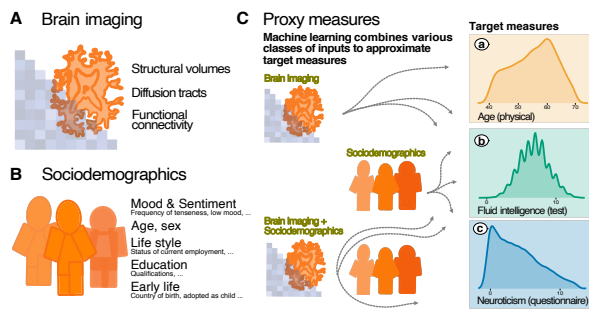 A Brain imaging
Structural volumes
Diffusion tracts
Functional
connectivity
B Sociodemographics
Mood & Sentiment
Frequency of tenseness, low mood, ...
Age, sex
Life style
Status of current employment, ...
Education
Qualifications, ...
Early life
Country of birth, adopted as child ...
C Proxy measures
Machine learning combines various
classes of inputs to approximate
target measures
Brain Imaging
Sociodemographics
Brain Imaging +
Sociodemographics
Target measures
a
40 50 60 70
Age (physical)
b
0 10
Fluid intelligence (test)
c
0 10
Neuroticism (questionnaire)